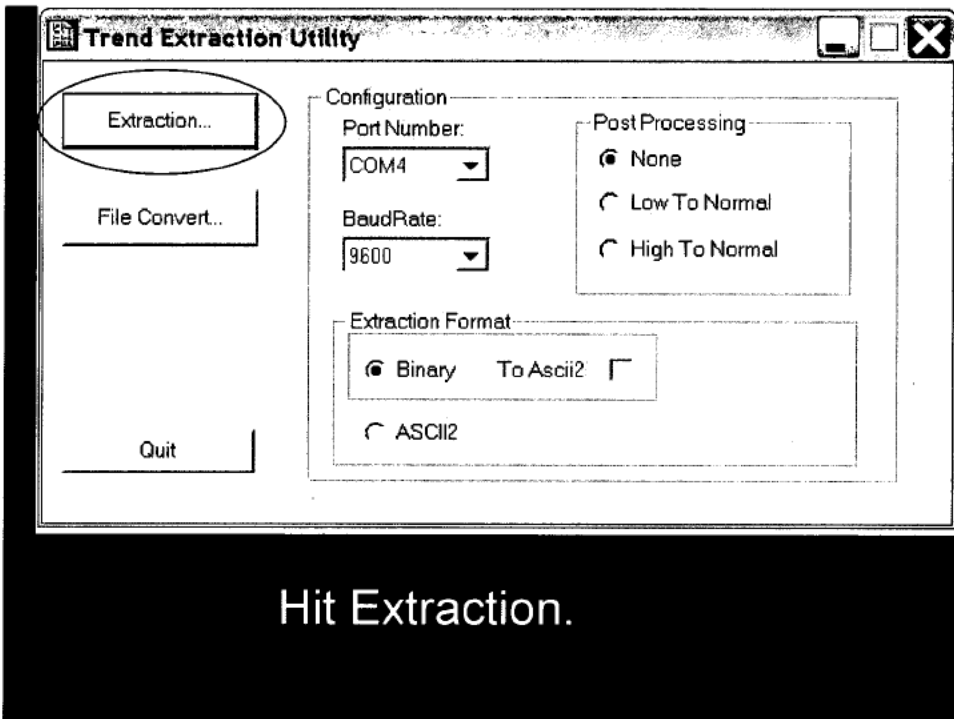 Trend Extraction Utility
Extraction...
File Convert...
Quit
Configuration
Port Number:
COM4
BaudRate:
9600
Post Processing
None
Low To Normal
High To Normal
Extraction Format
Binary To Ascii2
ASCII2
Hit Extraction.